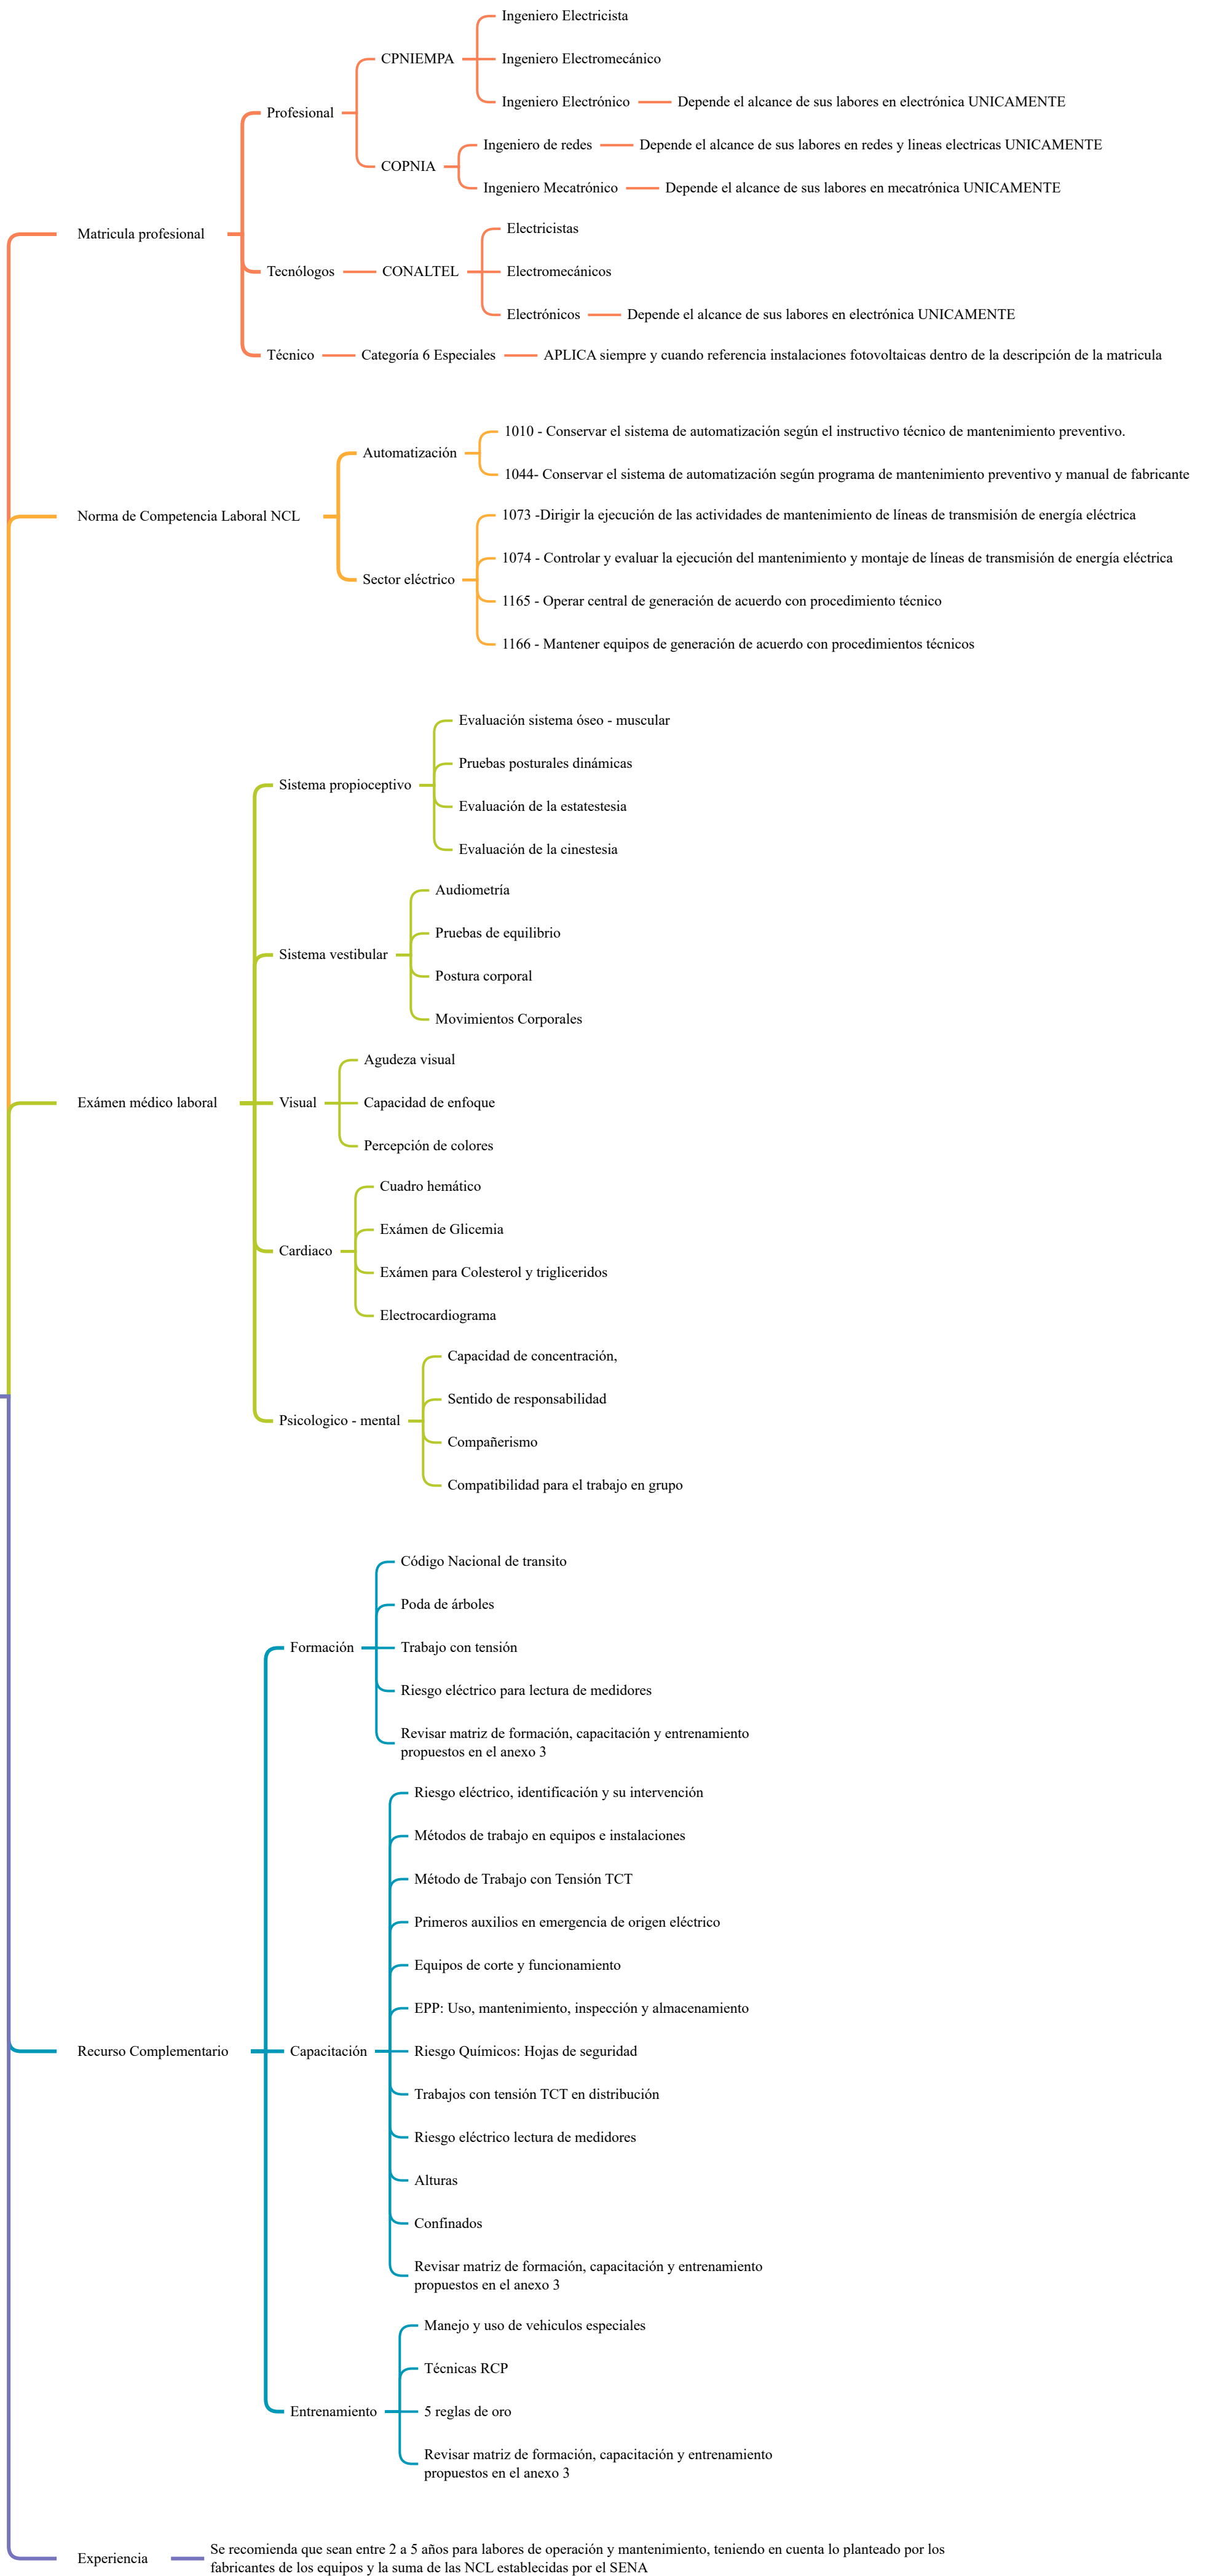 Matricula profesional
Profesional
CPNIEMPA
Ingeniero Electricista
Ingeniero Electromecánico
Ingeniero Electrónico
Depende el alcance de sus labores en electrónica UNICAMENTE
COPNIA
Ingeniero de redes
Depende el alcance de sus labores en redes y lineas electricas UNICAMENTE
Ingeniero Mecatrónico
Depende el alcance de sus labores en mecatrónica UNICAMENTE
Tecnólogos
CONALTEL
Electricistas
Electromecánicos
Electrónicos
Depende el alcance de sus labores en electrónica UNICAMENTE
Técnico
Categoría 6 Especiales
APLICA siempre y cuando referencia instalaciones fotovoltaicas dentro de la descripción de la matricula
Norma de Competencia Laboral NCL
Automatización
1010 - Conservar el sistema de automatización según el instructivo técnico de mantenimiento preventivo.
1044- Conservar el sistema de automatización según programa de mantenimiento preventivo y manual de fabricante
Sector eléctrico
1073 -Dirigir la ejecución de las actividades de mantenimiento de líneas de transmisión de energía eléctrica
1074 - Controlar y evaluar la ejecución del mantenimiento y montaje de líneas de transmisión de energía eléctrica
1165 - Operar central de generación de acuerdo con procedimiento técnico
1166 - Mantener equipos de generación de acuerdo con procedimientos técnicos
Exámen médico laboral
Sistema propioceptivo
Evaluación sistema óseo - muscular
Pruebas posturales dinámicas
Evaluación de la estatestesia
Evaluación de la cinestesia
Sistema vestibular
Audiometría
Pruebas de equilibrio
Postura corporal
Movimientos Corporales
Visual
Agudeza visual
Capacidad de enfoque
Percepción de colores
Cardiaco
Cuadro hemático
Exámen de Glicemia
Exámen para Colesterol y trigliceridos
Electrocardiograma
Psicologico - mental
Capacidad de concentración,
Sentido de responsabilidad
Compañerismo
Compatibilidad para el trabajo en grupo
Recurso Complementario
Formación
Código Nacional de transito
Poda de árboles
Trabajo con tensión
Riesgo eléctrico para lectura de medidores
Revisar matriz de formación, capacitación y entrenamiento
propuestos en el anexo 3
Capacitación
Riesgo eléctrico, identificación y su intervención
Métodos de trabajo en equipos e instalaciones
Método de Trabajo con Tensión TCT
Primeros auxilios en emergencia de origen eléctrico
Equipos de corte y funcionamiento
EPP: Uso, mantenimiento, inspección y almacenamiento
Riesgo Químicos: Hojas de seguridad
Trabajos con tensión TCT en distribución
Riesgo eléctrico lectura de medidores
Alturas
Confinados
Revisar matriz de formación, capacitación y entrenamiento
propuestos en el anexo 3
Entrenamiento
Manejo y uso de vehiculos especiales
Técnicas RCP
5 reglas de oro
Revisar matriz de formación, capacitación y entrenamiento
propuestos en el anexo 3
Experiencia
Se recomienda que sean entre 2 a 5 años para labores de operación y mantenimiento, teniendo en cuenta lo planteado por los
fabricantes de los equipos y la suma de las NCL establecidas por el SENA